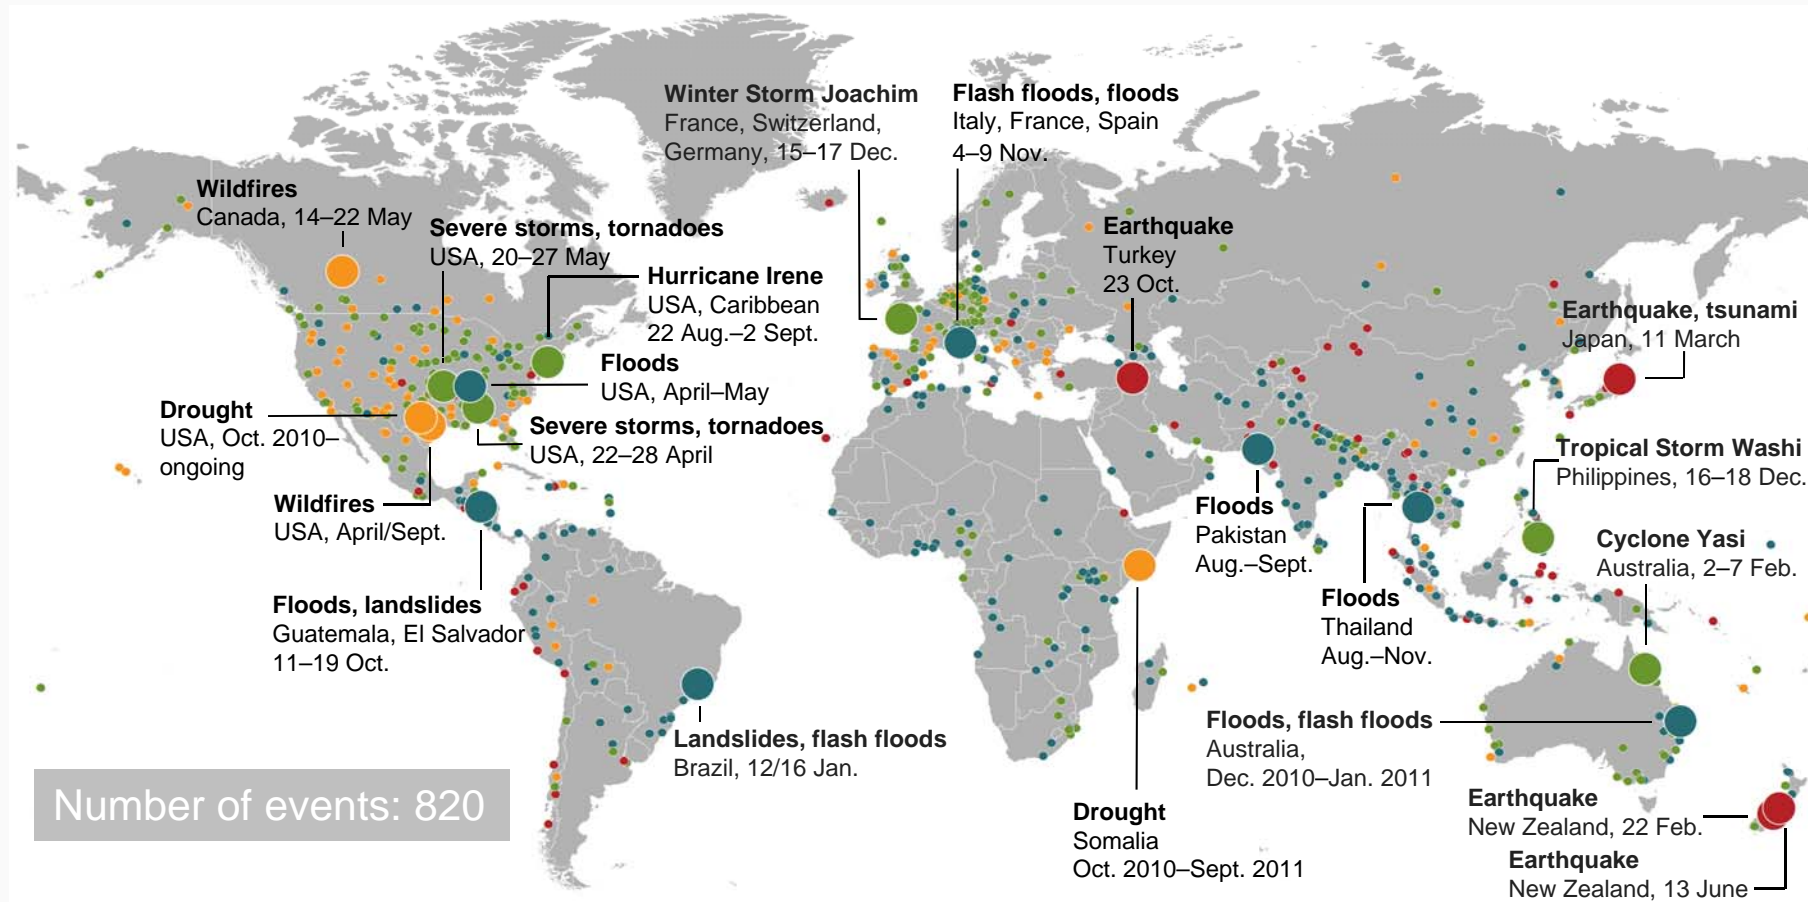 Winter Storm Joachim
France, Switzerland,
Germany, 15–17 Dec.
Flash floods, floods
Italy, France, Spain
4–9 Nov.
Wildfires
Canada, 14–22 May
Severe storms, tornadoes
USA, 20–27 May
Hurricane Irene
USA, Caribbean
22 Aug.–2 Sept.
Earthquake
Turkey
23 Oct.
Earthquake, tsunami
Japan, 11 March
Floods
USA, April–May
Drought
USA, Oct. 2010–
ongoing
Severe storms, tornadoes
USA, 22–28 April
Wildfires
USA, April/Sept.
Tropical Storm Washi
Philippines, 16–18 Dec.
Floods
Pakistan
Aug.–Sept.
Cyclone Yasi
Australia, 2–7 Feb.
Floods, landslides
Guatemala, El Salvador
11–19 Oct.
Floods
Thailand
Aug.–Nov.
Landslides, flash floods
Brazil, 12/16 Jan.
Floods, flash floods
Australia,
Dec. 2010–Jan. 2011
Number of events: 820
Drought
Somalia
Oct. 2010–Sept. 2011
Earthquake
New Zealand, 22 Feb.
Earthquake
New Zealand, 13 June